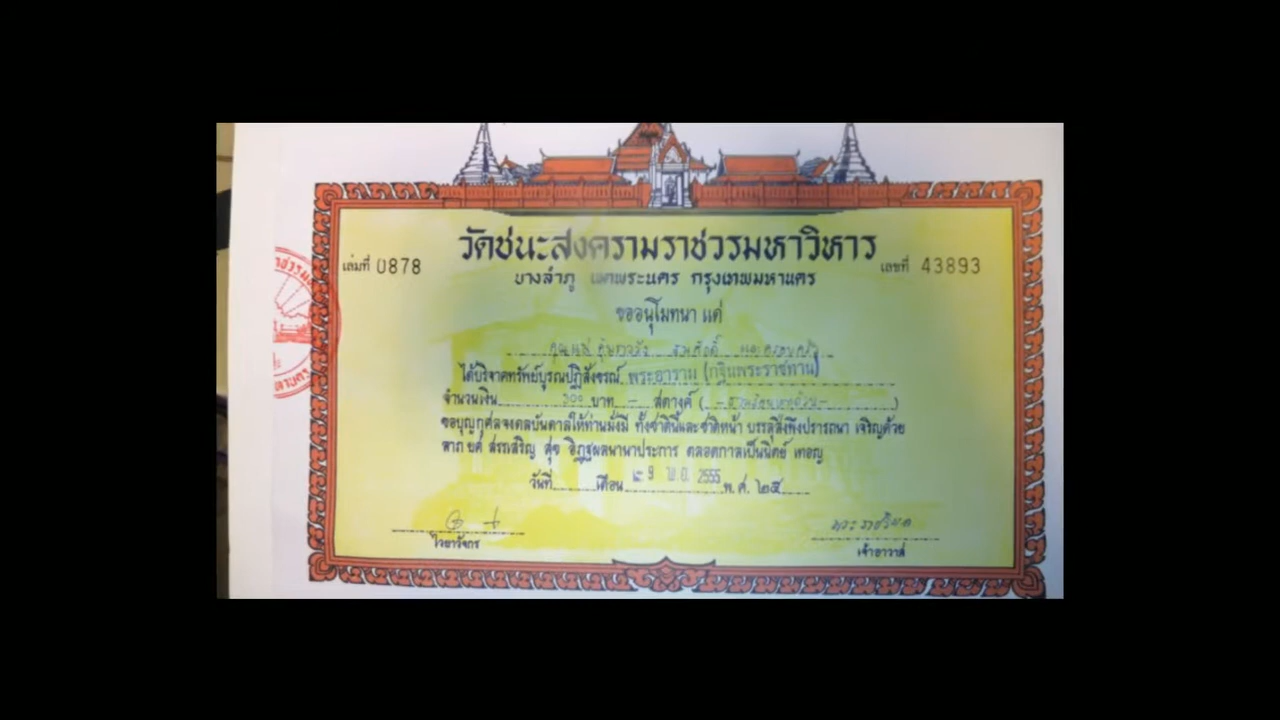 วัดชนะสงครามราชวรมหาวิหาร
เล่มที่ 0878
เลขที่ 43893
บางลำภู เขตพระนคร กรุงเทพมหานคร
ขออนุโมทนา แด่
ได้บริจาคทรัพย์บูรณปฏิสังขรณ์ พระอาราม (กฐินพระราชทาน)
จำนวนเงิน บาท - สตางค์ ( )
ขอบุญกุศลจงดลบันดาลให้ท่านมั่งมี ทั้งชาตินี้และชาติหน้า บรรลุสิ่งพึงปรารถนา เจริญด้วย
ลาภ ยศ สรรเสริญ สุข อิฏฐผลนานาประการ ตลอดกาลเป็นนิตย์ เทอญ
วันที่ เดือน 2555 พ.ศ. ๒๕
ไวยาวัจกร
เจ้าอาวาส